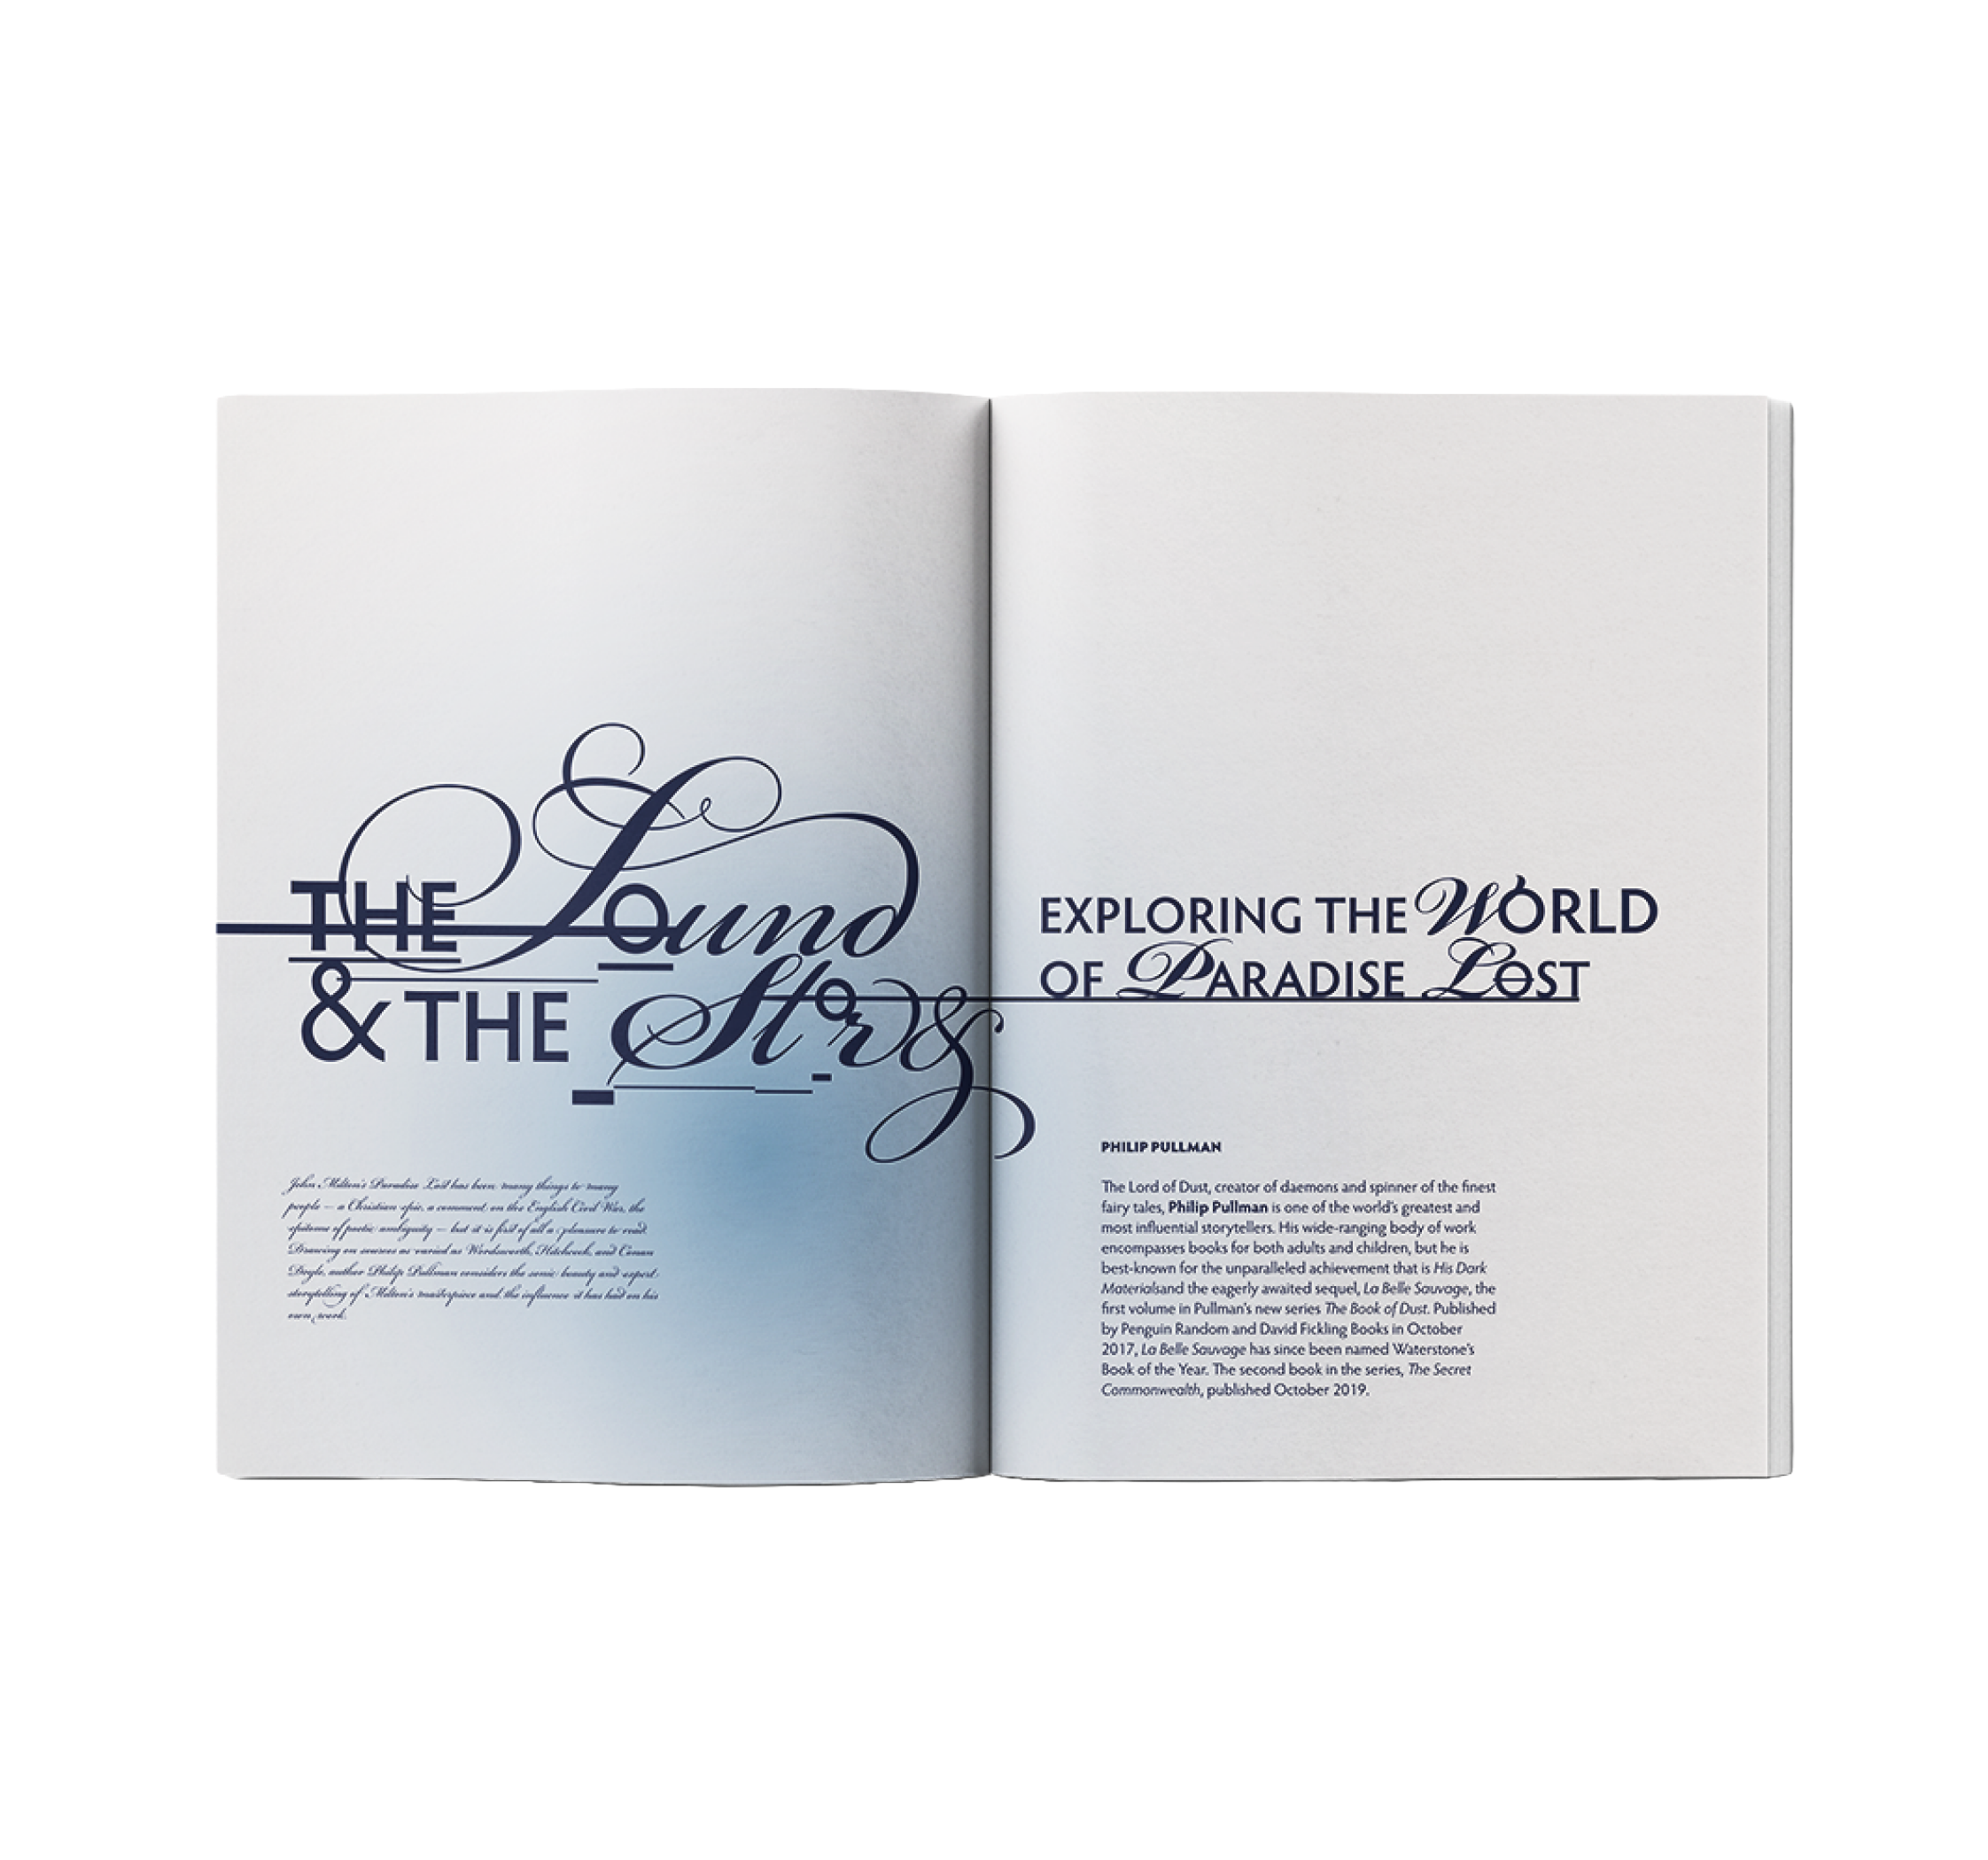 THE Sound
& THE Story
John Milton's Paradise Lost has been many things to many
people — a Christian epic, a comment on the English Civil War, the
epitome of poetic ambiguity — but it is first of all a pleasure to read.
Drawing on sources as varied as Wordsworth, Hitchcock, and Conan
Doyle, author Philip Pullman considers the sonic beauty and expert
storytelling of Milton's masterpiece and the influence it has had on his
own work.
EXPLORING THE WORLD
OF PARADISE LOST
PHILIP PULLMAN
The Lord of Dust, creator of daemons and spinner of the finest
fairy tales, Philip Pullman is one of the world's greatest and
most influential storytellers. His wide-ranging body of work
encompasses books for both adults and children, but he is
best-known for the unparalleled achievement that is His Dark
Materialsand the eagerly awaited sequel, La Belle Sauvage, the
first volume in Pullman's new series The Book of Dust. Published
by Penguin Random and David Fickling Books in October
2017, La Belle Sauvage has since been named Waterstone's
Book of the Year. The second book in the series, The Secret
Commonwealth, published October 2019.